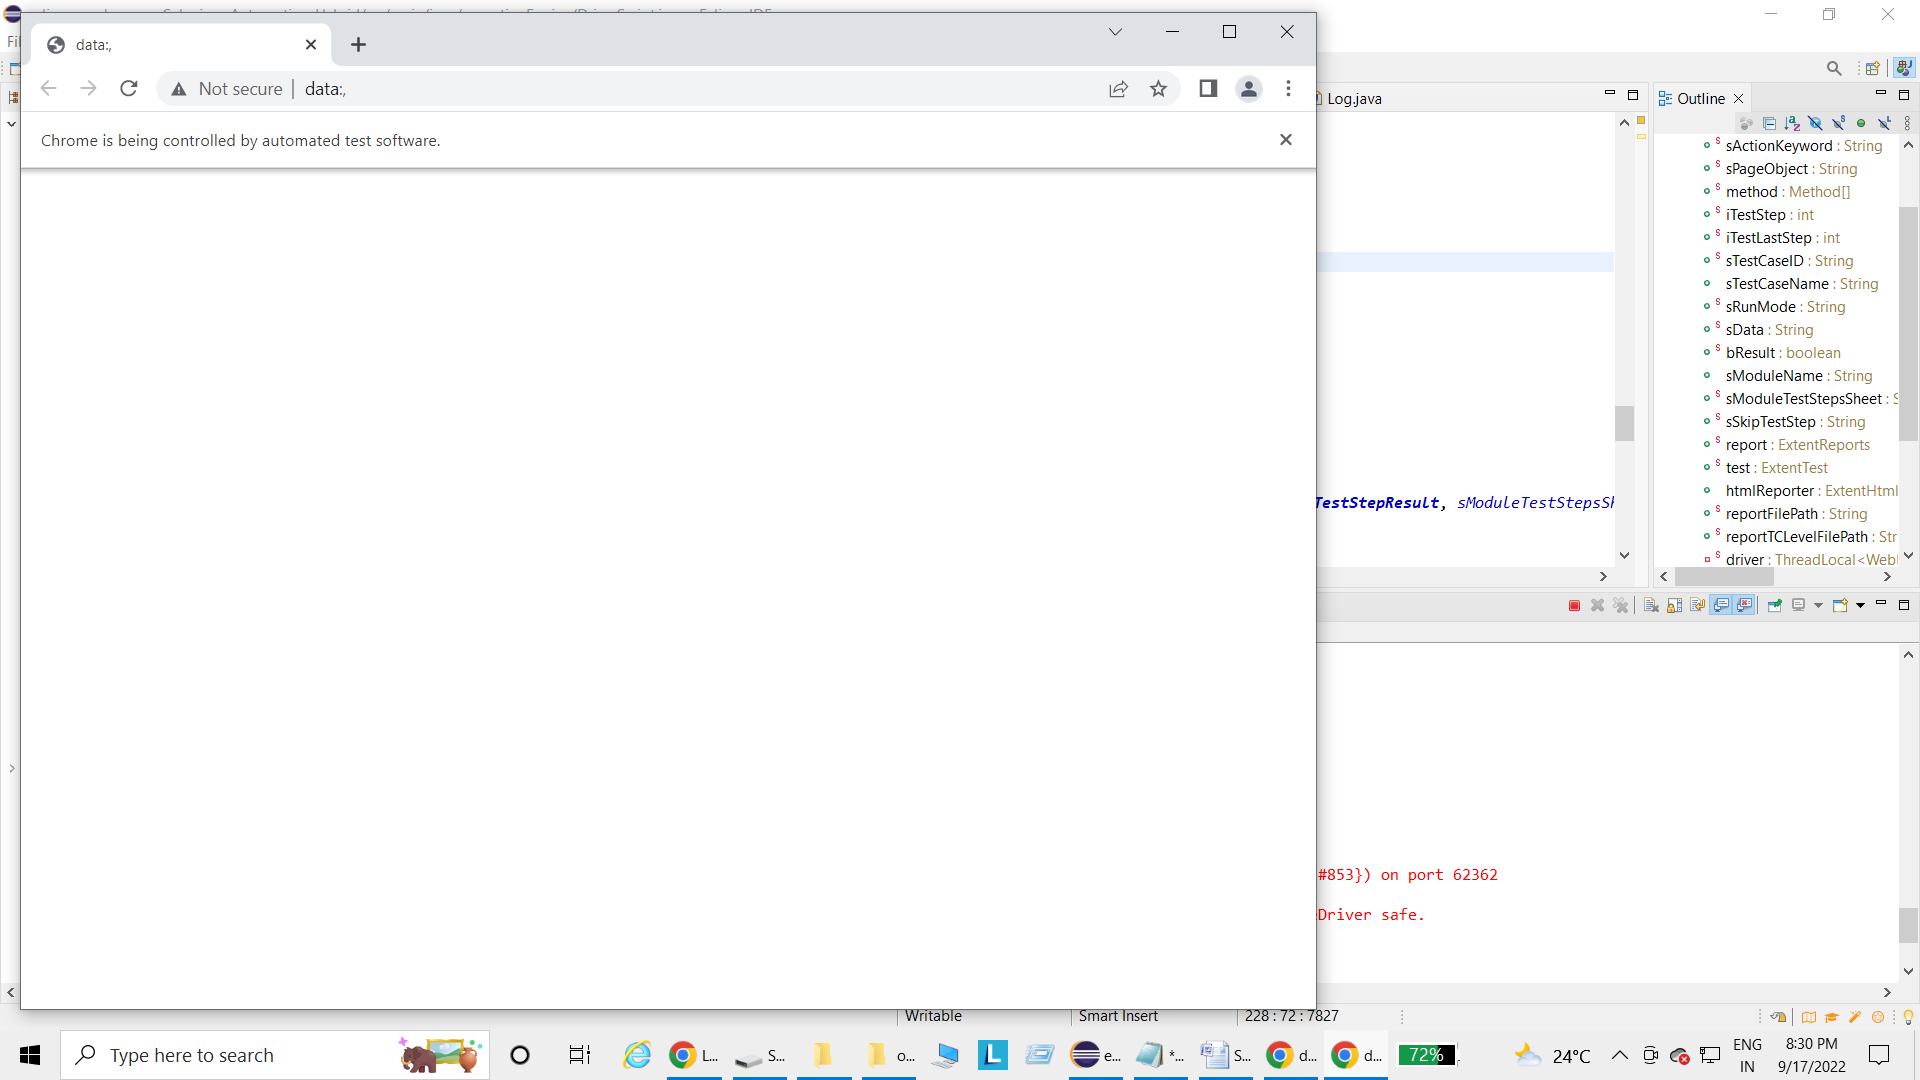 data:,
Not secure
data:,
Chrome is being controlled by automated test software.
Log.java
Outline
sActionKeyword : String
sPageObject : String
method : Method[]
iTestStep : int
iTestLastStep : int
sTestCaseID : String
sTestCaseName : String
sRunMode : String
sData : String
bResult : boolean
sModuleName : String
sModuleTestStepsSheet : S
sSkipTestStep : String
report : ExtentReports
test : ExtentTest
htmlReporter : ExtentHtml
reportFilePath : String
reportTCLevelFilePath : Str
driver : ThreadLocal<Web
TestStepResult, sModuleTestStepsSh
#853}) on port 62362
Driver safe.
Writable
Smart Insert
228 : 72 : 7827
Type here to search
L...
S...
o...
e...
*...
S...
d...
d...
72%
24°C
ENG
IN
8:30 PM
9/17/2022